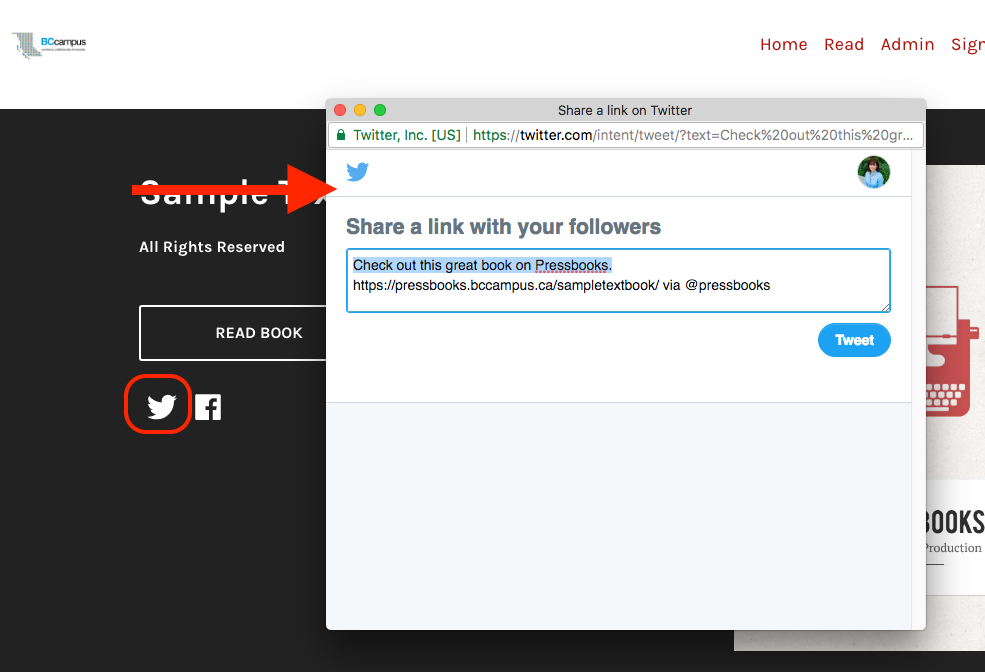 BCcampus
Home Read Admin Sign
Share a link on Twitter
Twitter, Inc. [US] | https://twitter.com/intent/tweet/?text=Check%20out%20this%20gr...
Sample Tex
All Rights Reserved
READ BOOK
Share a link with your followers
Check out this great book on Pressbooks.
https://pressbooks.bccampus.ca/sampletextbook/ via @pressbooks
Tweet
BOOKS
Production